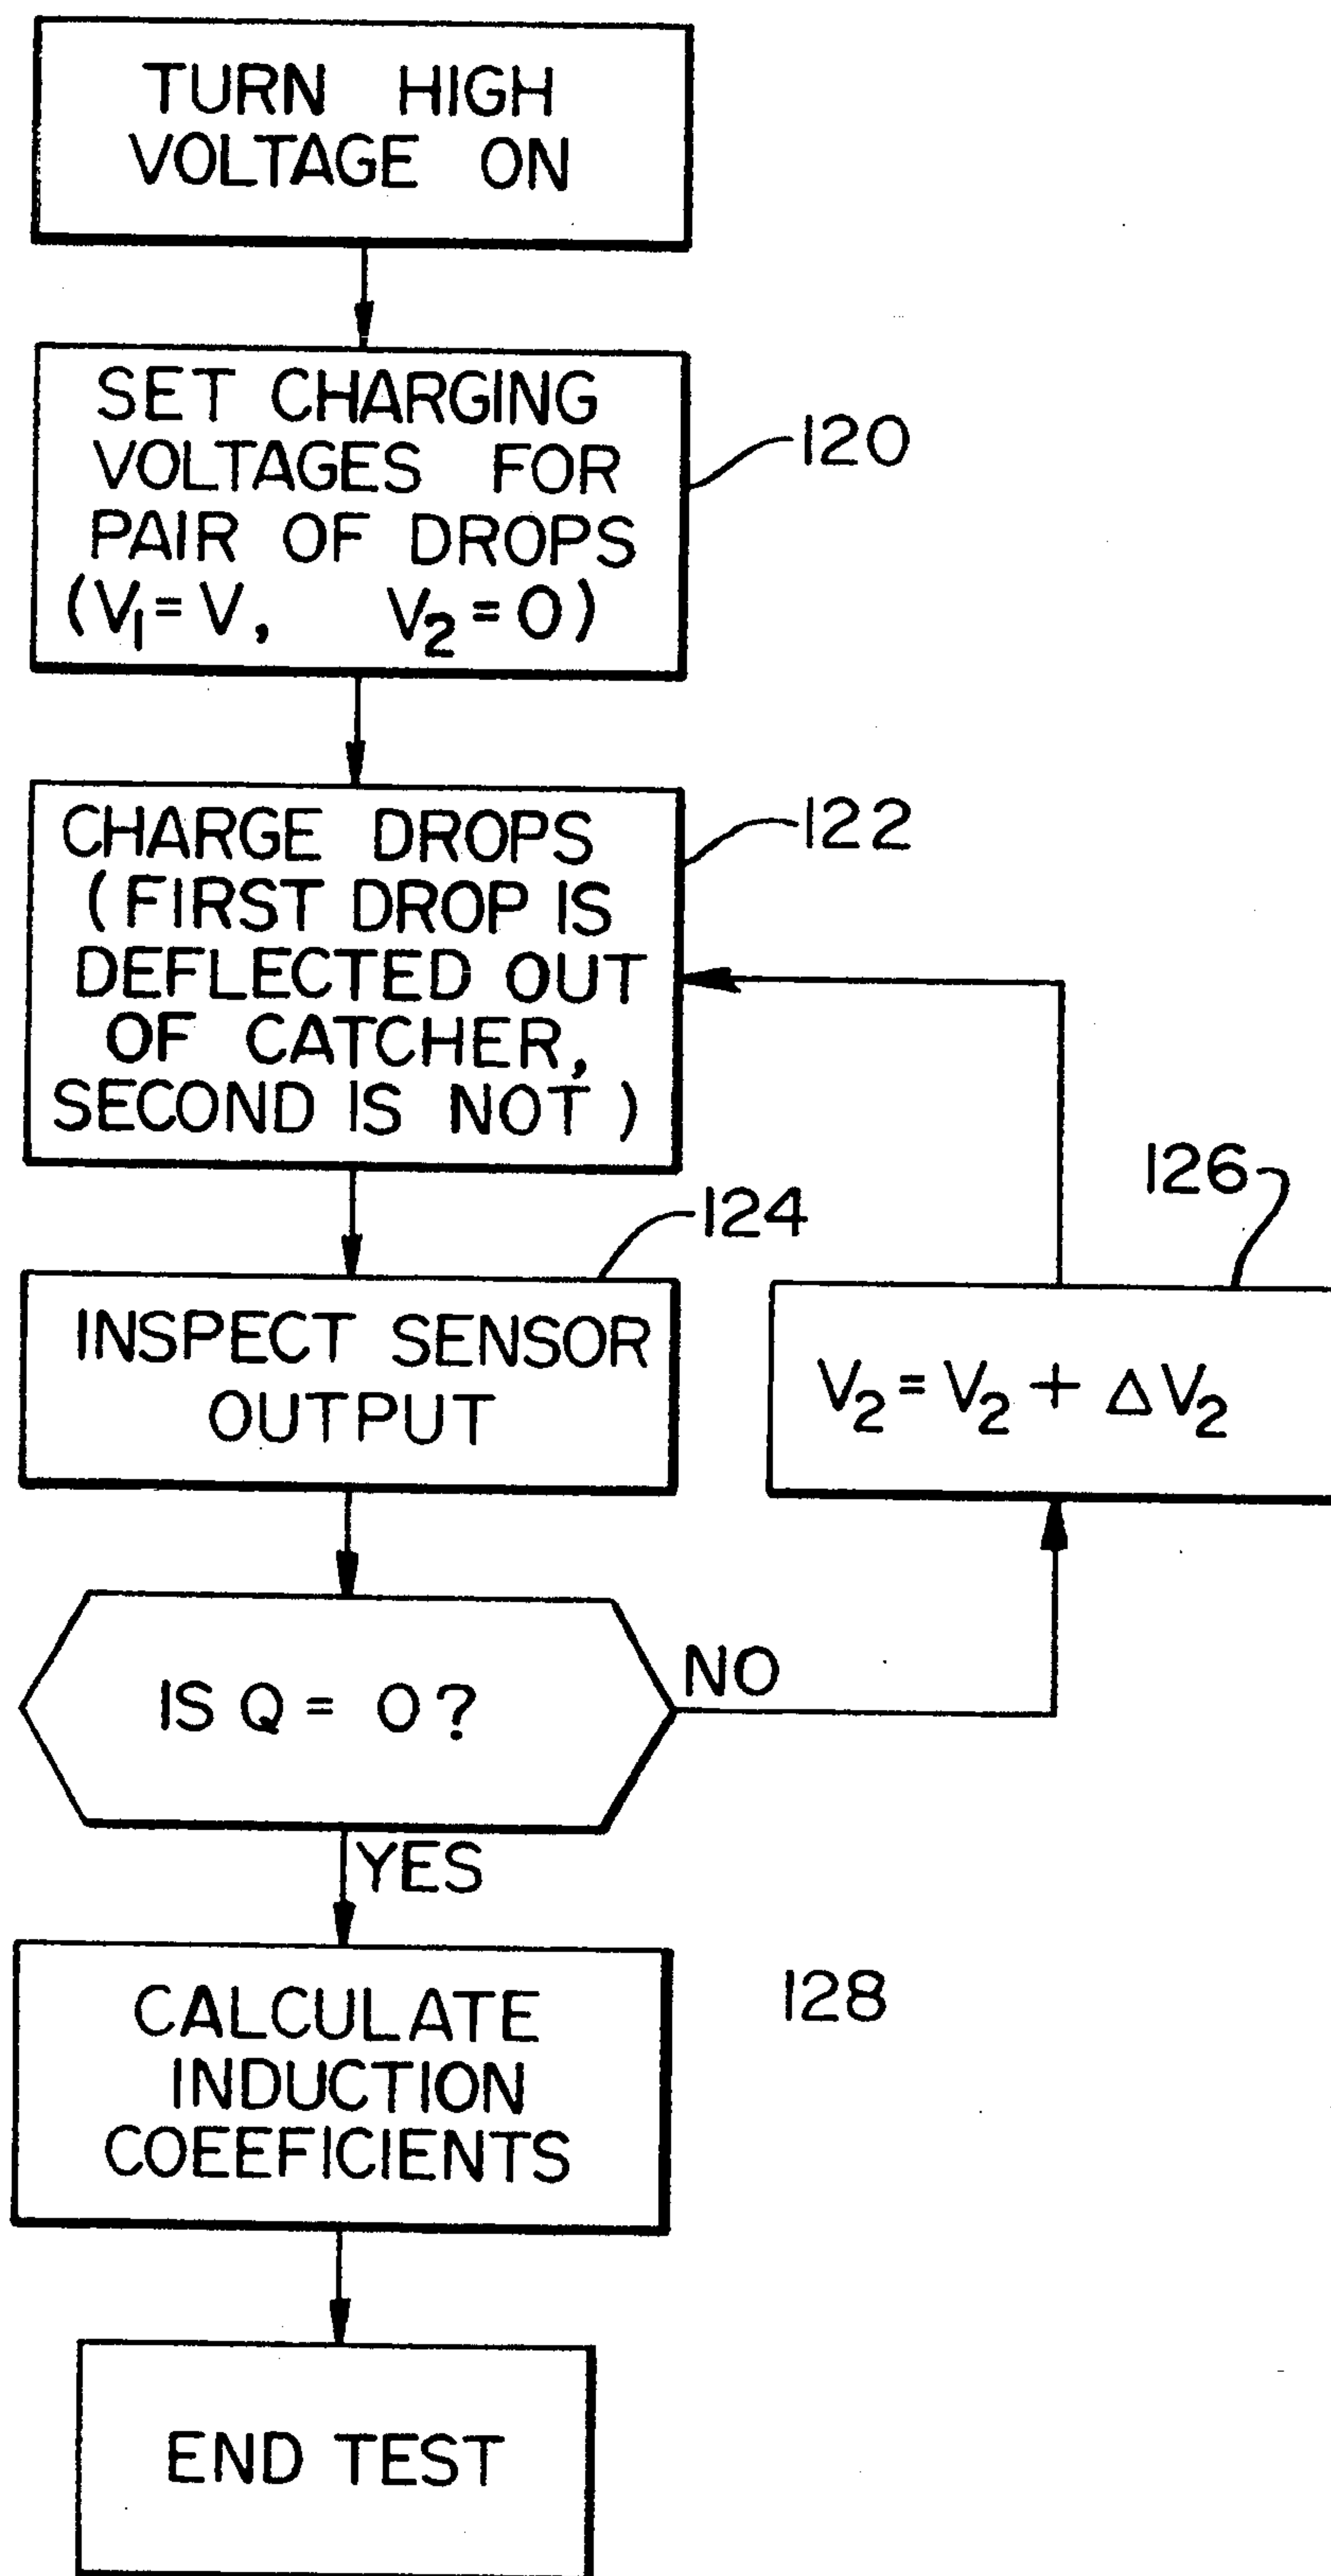 TURN HIGH
VOLTAGE ON
SET CHARGING
VOLTAGES FOR
PAIR OF DROPS
(V₁ = V, V₂ = 0)
120
CHARGE DROPS
(FIRST DROP IS
DEFLECTED OUT
OF CATCHER,
SECOND IS NOT)
122
124
INSPECT SENSOR
OUTPUT
126
V₂ = V₂ + ΔV₂
IS Q = 0?
NO
YES
CALCULATE
INDUCTION
COEEFICIENTS
128
END TEST